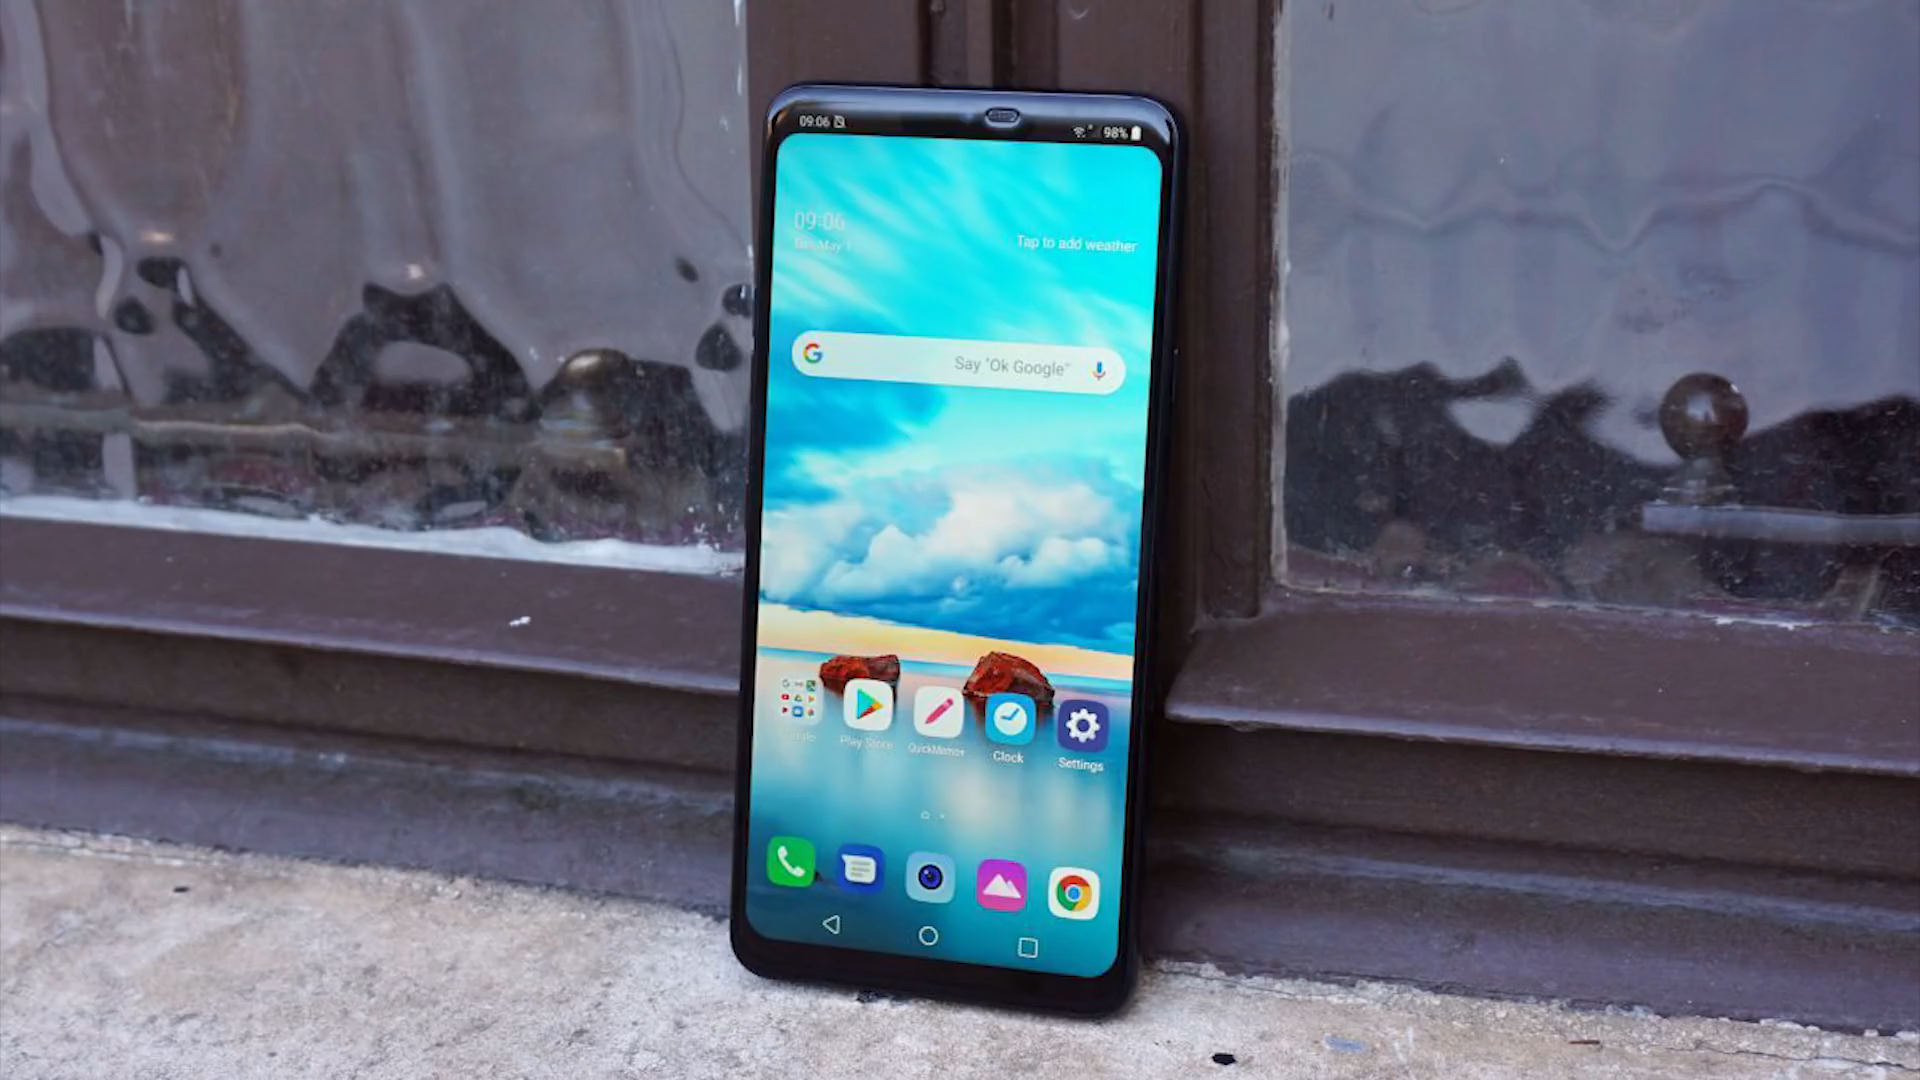 09:06
98%
09:06
Tap to add weather
Say "Ok Google"
Play Store
QuickMemo+
Clock
Settings